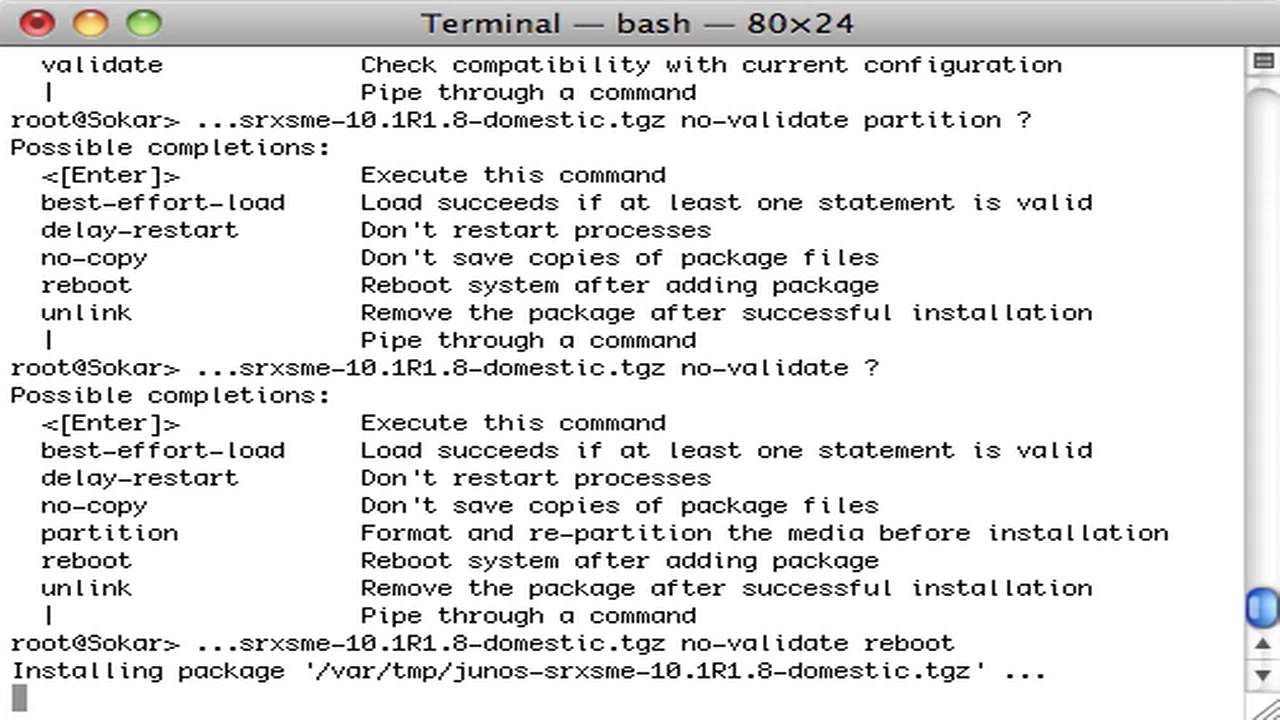 Terminal — bash — 80×24
validate Check compatibility with current configuration
| Pipe through a command
root@Sokar> ...srxsme-10.1R1.8-domestic.tgz no-validate partition ?
Possible completions:
<[Enter]> Execute this command
best-effort-load Load succeeds if at least one statement is valid
delay-restart Don't restart processes
no-copy Don't save copies of package files
reboot Reboot system after adding package
unlink Remove the package after successful installation
| Pipe through a command
root@Sokar> ...srxsme-10.1R1.8-domestic.tgz no-validate ?
Possible completions:
<[Enter]> Execute this command
best-effort-load Load succeeds if at least one statement is valid
delay-restart Don't restart processes
no-copy Don't save copies of package files
partition Format and re-partition the media before installation
reboot Reboot system after adding package
unlink Remove the package after successful installation
| Pipe through a command
root@Sokar> ...srxsme-10.1R1.8-domestic.tgz no-validate reboot
Installing package '/var/tmp/junos-srxsme-10.1R1.8-domestic.tgz' ...